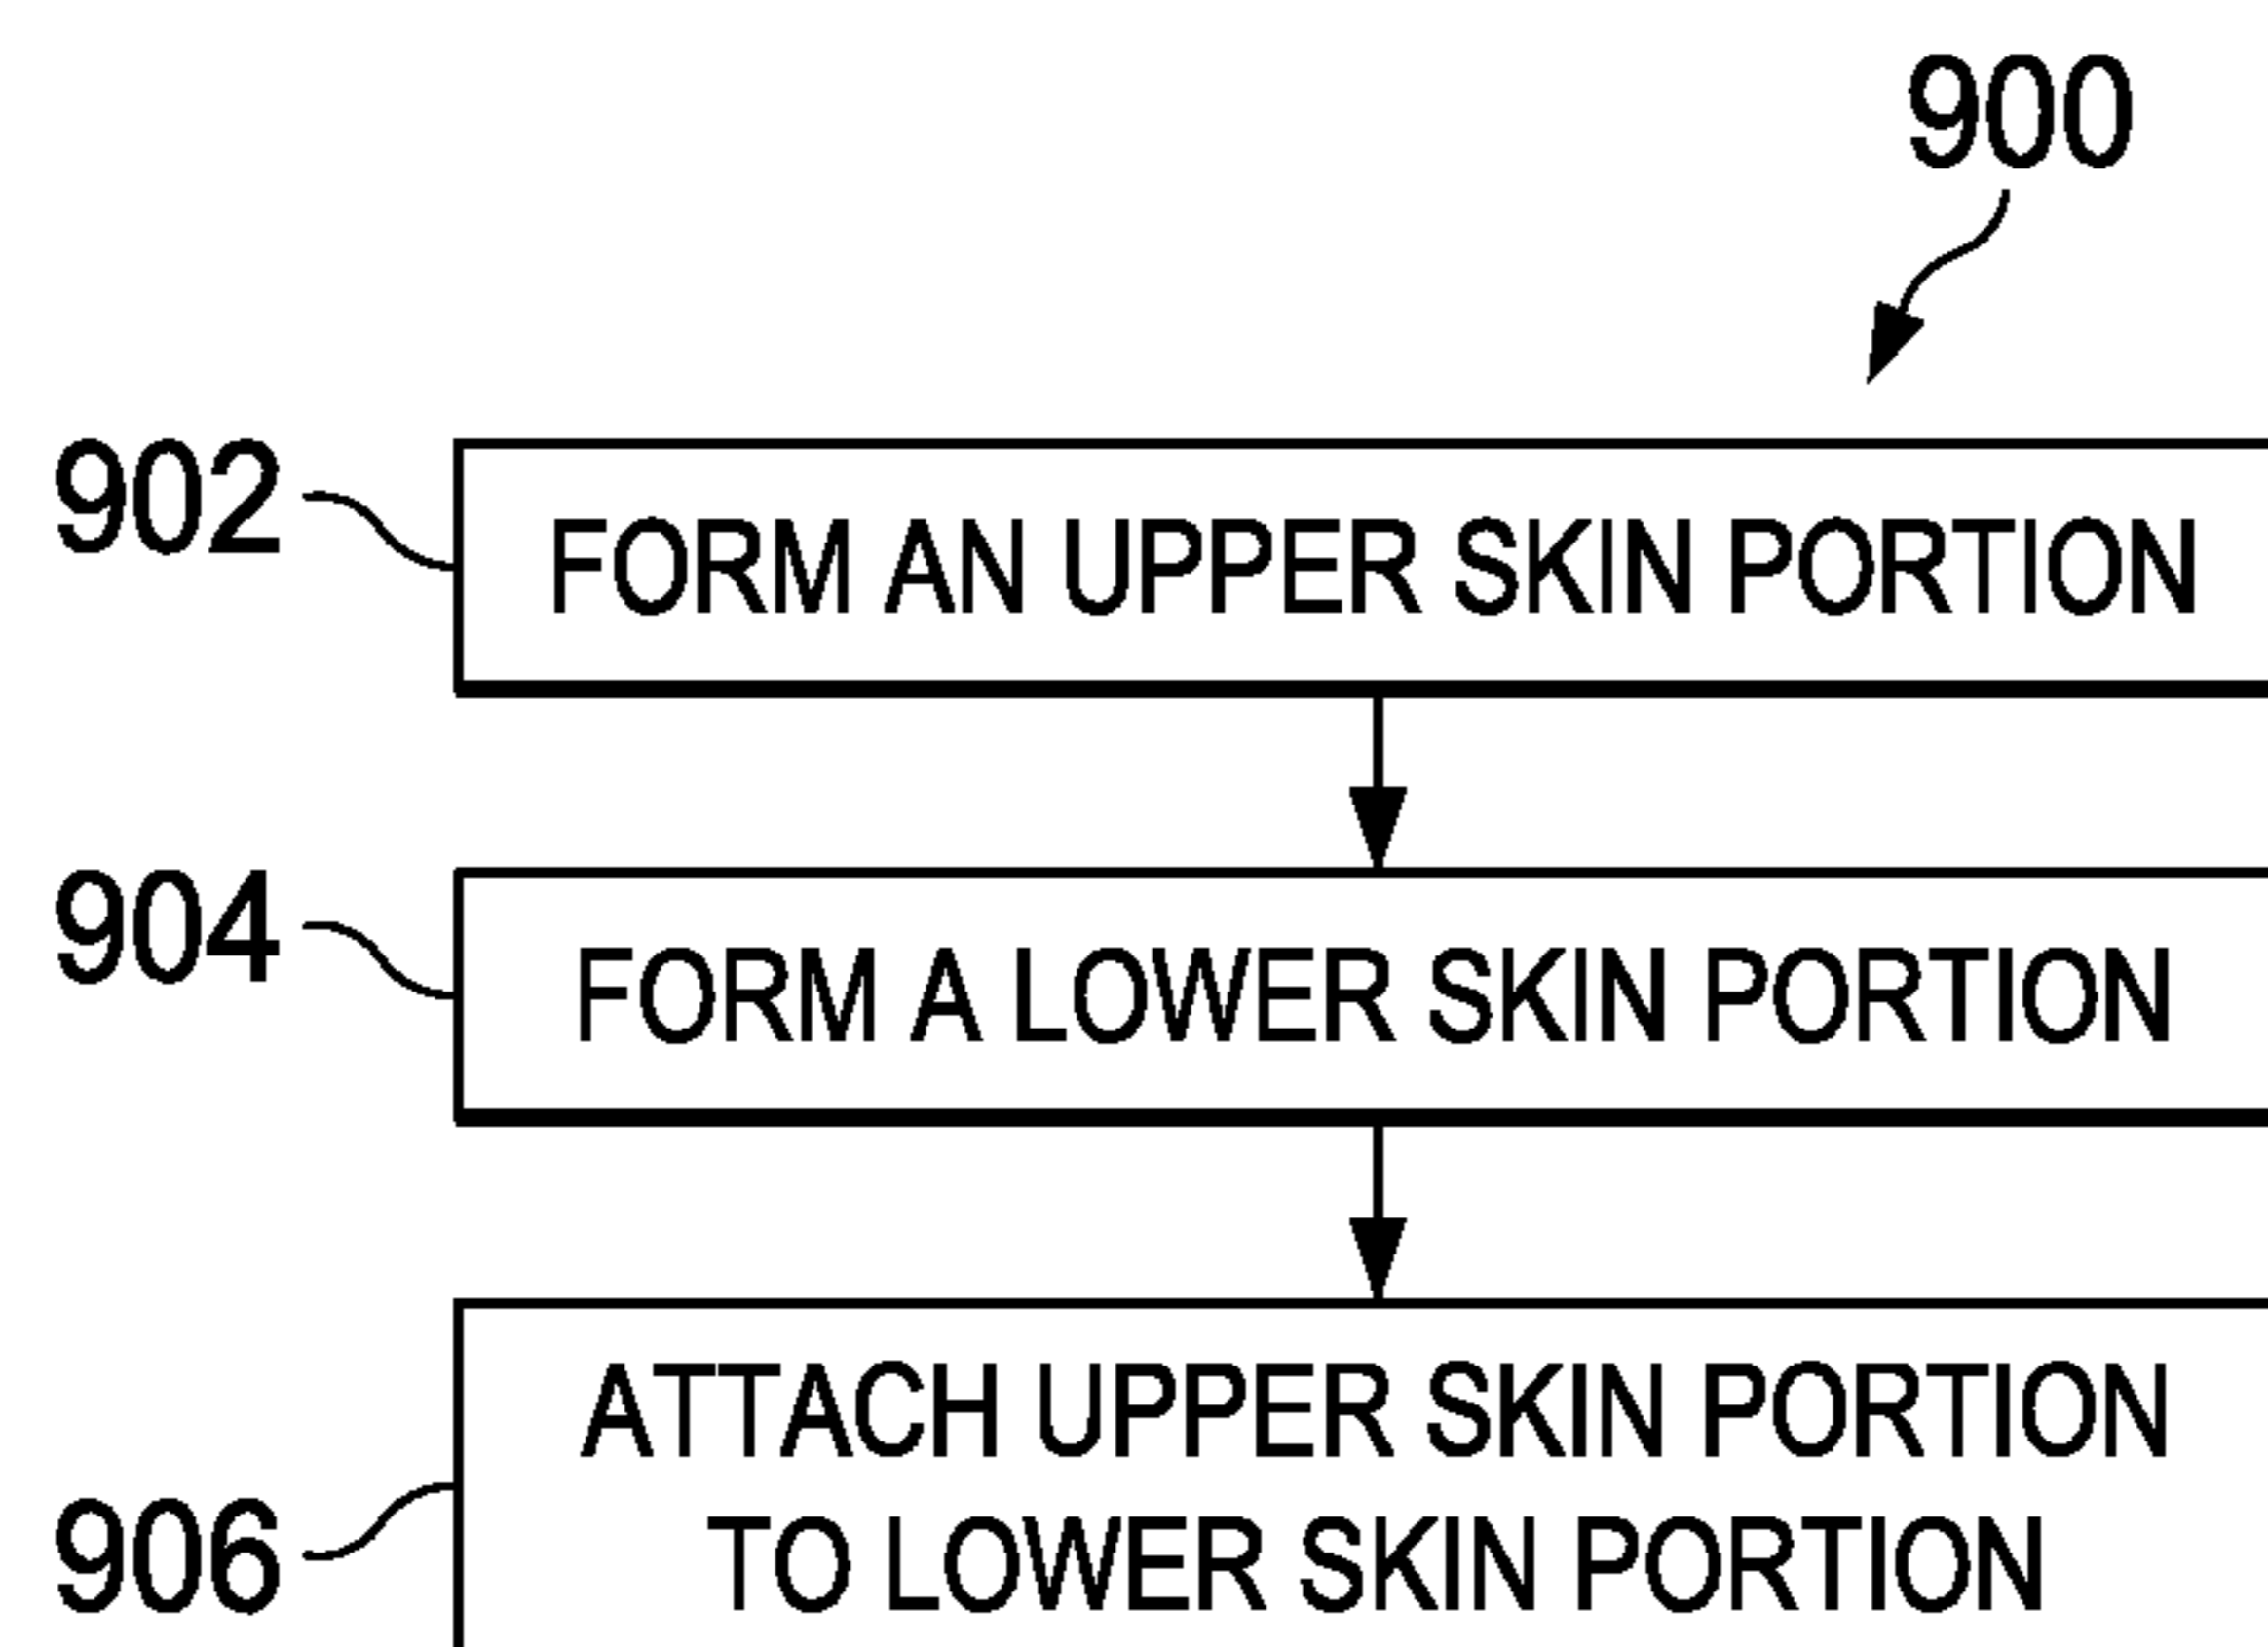 900
902
FORM AN UPPER SKIN PORTION
904
FORM A LOWER SKIN PORTION
906
ATTACH UPPER SKIN PORTION
TO LOWER SKIN PORTION